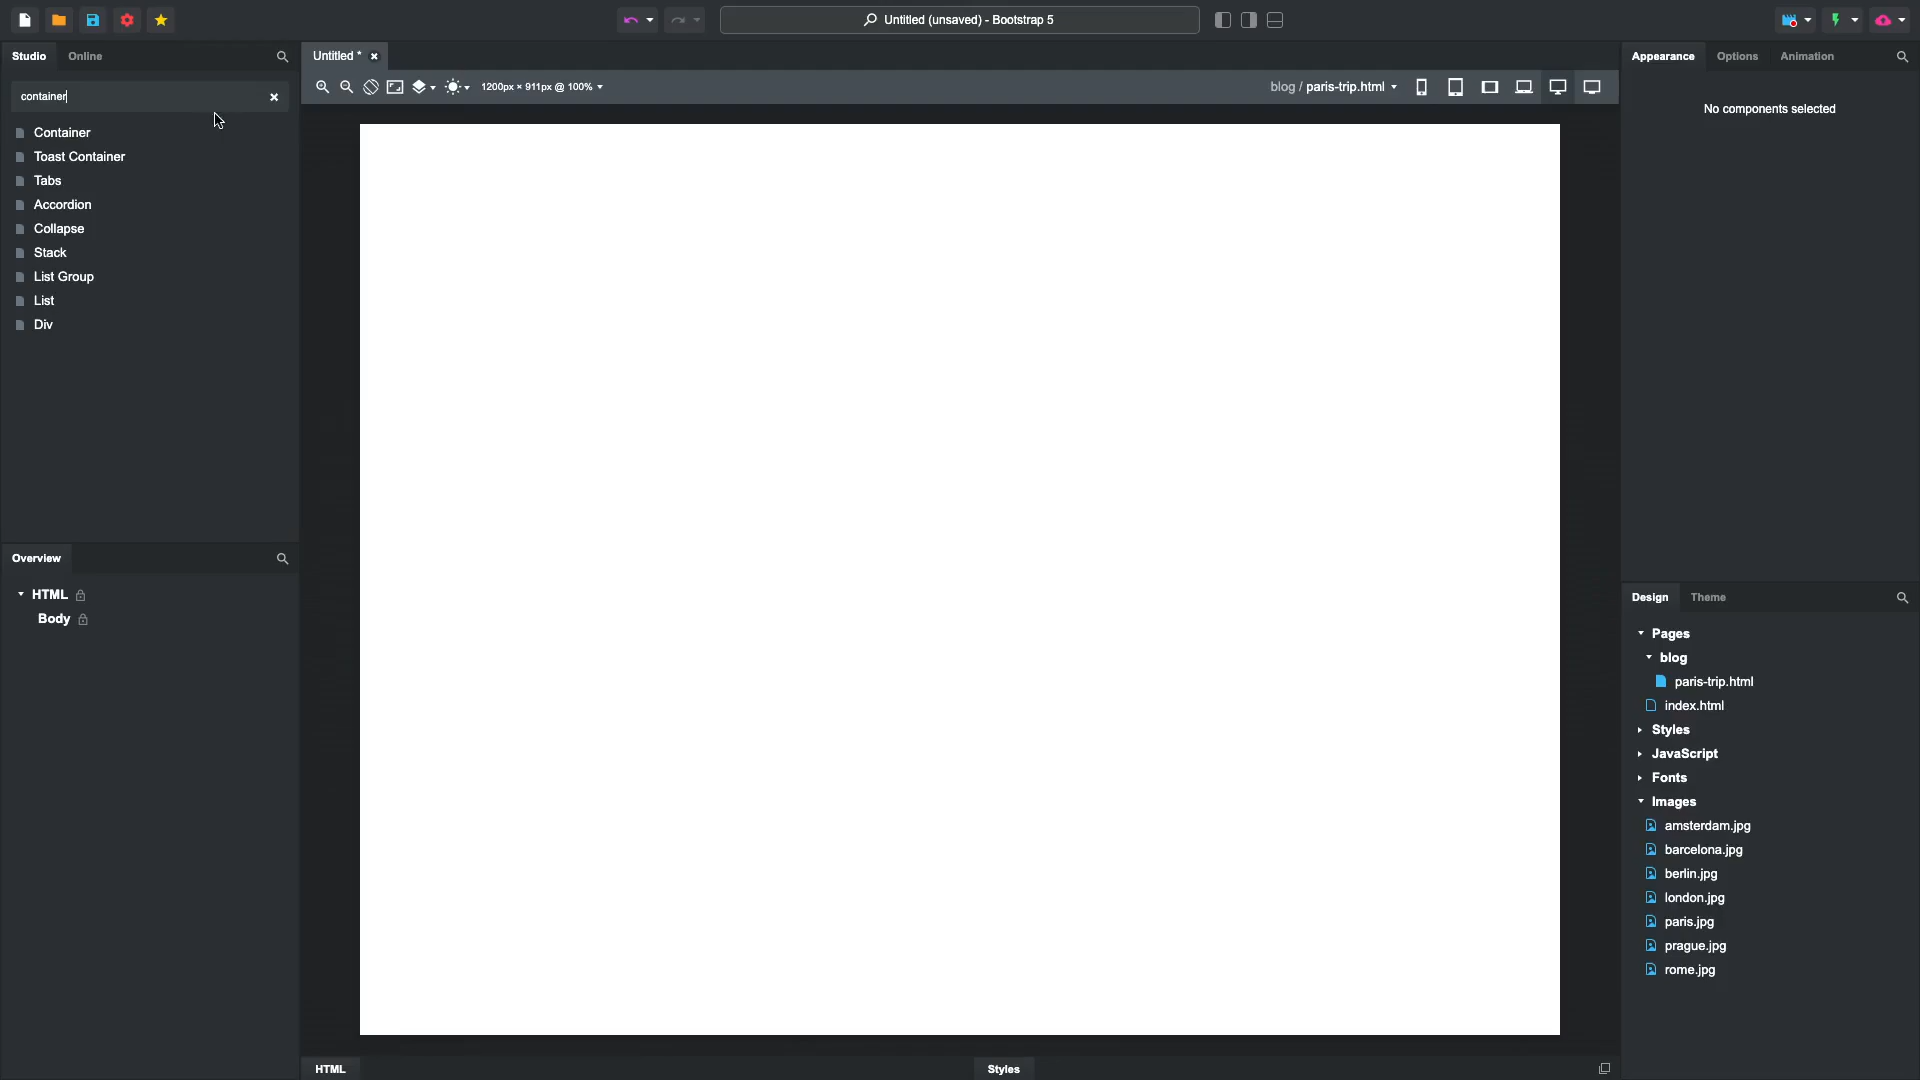 Untitled (unsaved) - Bootstrap 5
Studio
Online
container
Container
Toast Container
Tabs
Accordion
Collapse
Stack
List Group
List
Div
Overview
HTML
Body
Untitled *
1200px × 911px @ 100%
blog / paris-trip.html
HTML
Styles
Appearance
Options
Animation
No components selected
Design
Theme
Pages
blog
paris-trip.html
index.html
Styles
JavaScript
Fonts
Images
amsterdam.jpg
barcelona.jpg
berlin.jpg
london.jpg
paris.jpg
prague.jpg
rome.jpg